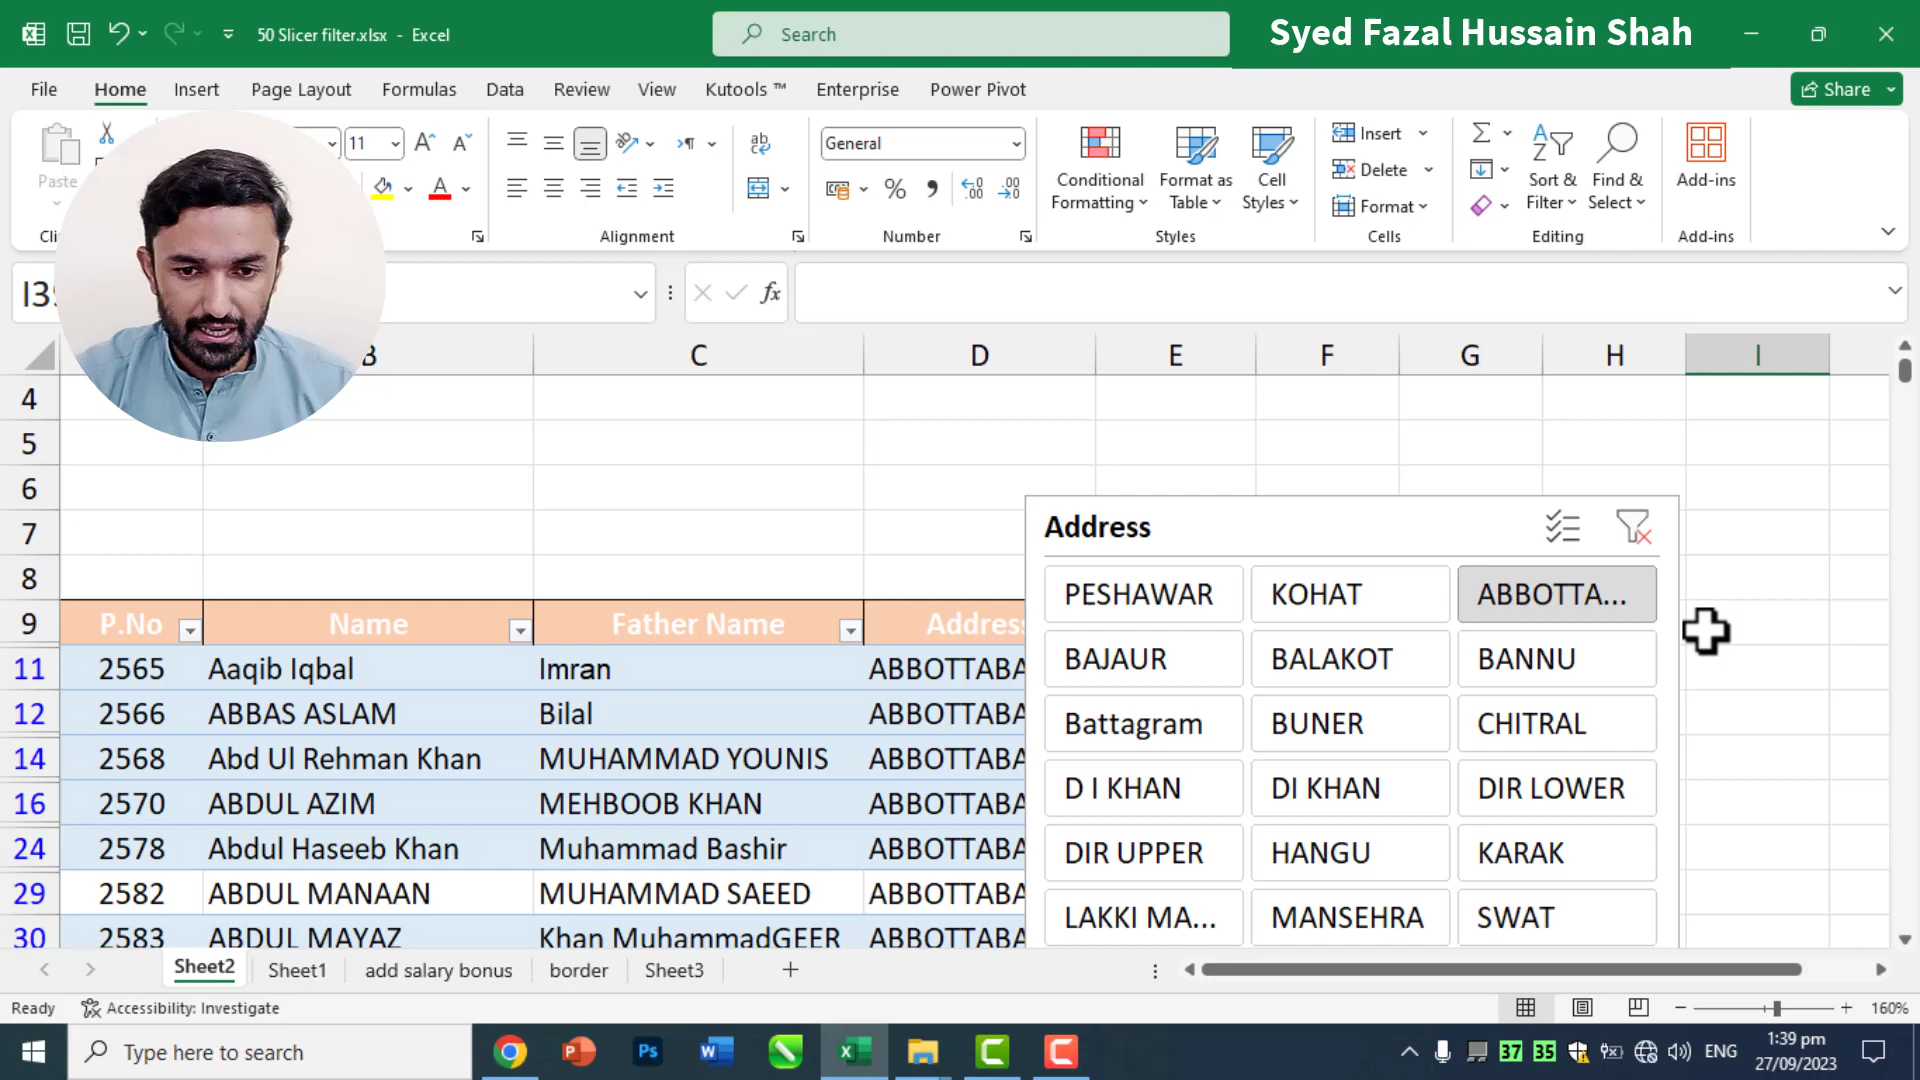 50 Slicer filter.xlsx - Excel
Search
Syed Fazal Hussain Shah
File Home Insert Page Layout Formulas Data Review View Kutools ™ Enterprise Power Pivot
Share
Paste
11
General
Conditional Formatting
Format as Table
Cell Styles
Insert
Delete
Format
Sort & Filter
Find & Select
Add-ins
Alignment
Number
Styles
Cells
Editing
Add-ins
fx
B C D E F G H I
4
5
6
7
8
9 P.No Name Father Name
11 2565 Aaqib Iqbal Imran
12 2566 ABBAS ASLAM Bilal
14 2568 Abd Ul Rehman Khan MUHAMMAD YOUNIS
16 2570 ABDUL AZIM MEHBOOB KHAN
24 2578 Abdul Haseeb Khan Muhammad Bashir
29 2582 ABDUL MANAAN MUHAMMAD SAEED
30 2583 ABDUL MAYAZ Khan MuhammadGEER
Address
PESHAWAR KOHAT ABBOTTA...
BAJAUR BALAKOT BANNU
Battagram BUNER CHITRAL
D I KHAN DI KHAN DIR LOWER
DIR UPPER HANGU KARAK
LAKKI MA... MANSEHRA SWAT
Sheet2 Sheet1 add salary bonus border Sheet3
Ready Accessibility: Investigate
160%
Type here to search
37 35 ENG
1:39 pm
27/09/2023